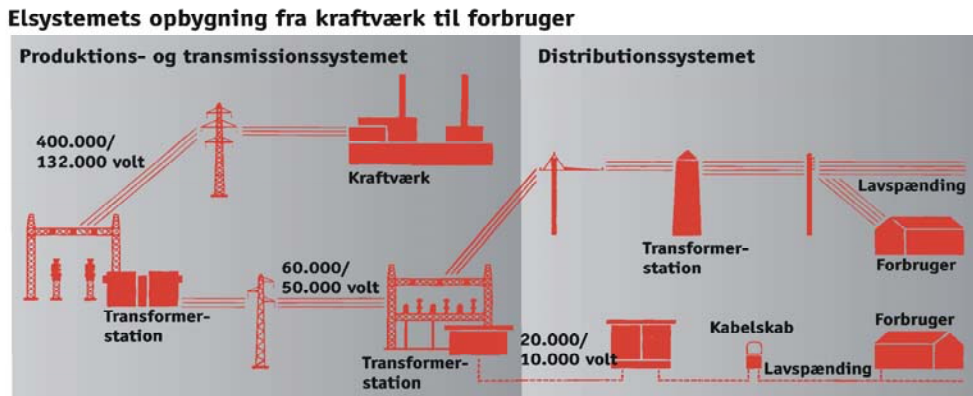 Elsystemets opbygning fra kraftværk til forbruger
Produktions- og transmissionssystemet
400.000/
132.000 volt
Kraftværk
Transformer-
station
60.000/
50.000 volt
Transformer-
station
Distributionssystemet
Lavspænding
Transformer-
station
Forbruger
20.000/
10.000 volt
Kabelskab
Lavspænding
Forbruger